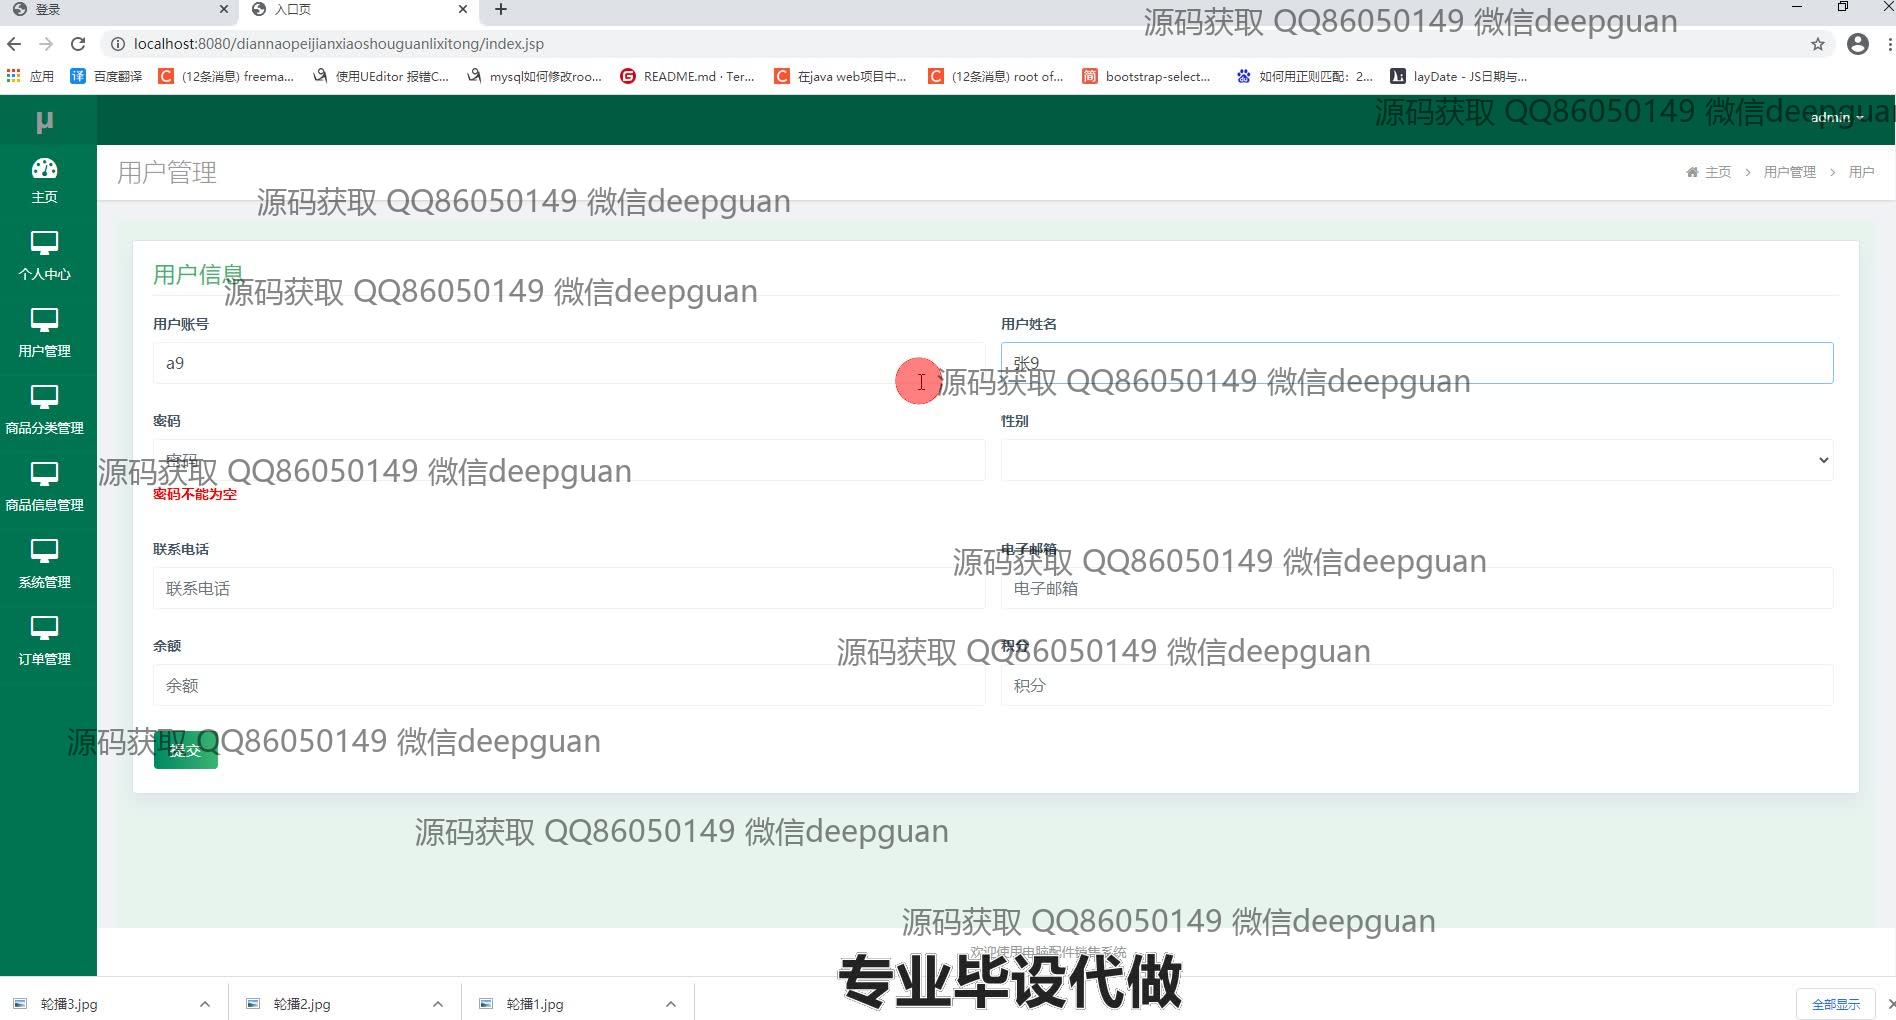 登录
入口页
源码获取 QQ86050149 微信deepguan
localhost:8080/diannaopeijianxiaoshouguanlixitong/index.jsp
应用
百度翻译
(12条消息) freema...
使用UEditor 报错C...
mysql如何修改roo...
README.md · Ter...
在java web项目中...
(12条消息) root of...
bootstrap-select...
如何用正则匹配：2...
layDate - JS日期与...
μ
源码获取 QQ86050149 微信deepguan
admin
用户管理
主页 > 用户管理 > 用户
源码获取 QQ86050149 微信deepguan
主页
个人中心
用户管理
商品分类管理
商品信息管理
系统管理
订单管理
用户信息
源码获取 QQ86050149 微信deepguan
用户账号
用户姓名
a9
张9
源码获取 QQ86050149 微信deepguan
密码
性别
密码
源码获取 QQ86050149 微信deepguan
密码不能为空
联系电话
电子邮箱
源码获取 QQ86050149 微信deepguan
联系电话
电子邮箱
余额
积分
源码获取 QQ86050149 微信deepguan
余额
积分
源码获取 QQ86050149 微信deepguan
提交
源码获取 QQ86050149 微信deepguan
源码获取 QQ86050149 微信deepguan
欢迎使用电脑配件销售系统
专业毕设代做
轮播3.jpg
轮播2.jpg
轮播1.jpg
全部显示